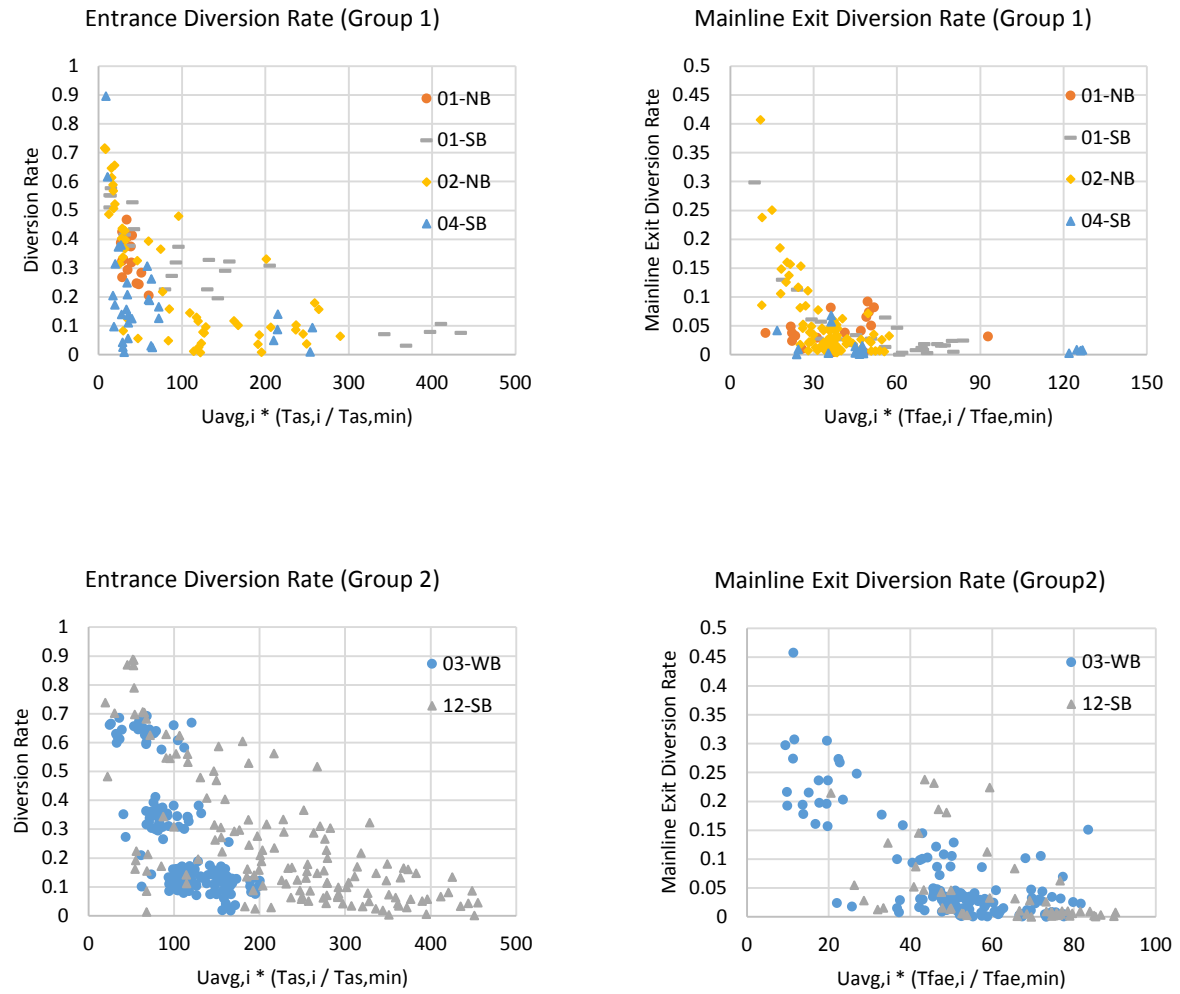 Entrance Diversion Rate (Group 1)
Diversion Rate
1
0.9
0.8
0.7
0.6
0.5
0.4
0.3
0.2
0.1
0
0 100 200 300 400 500
Uavg,i * (Tas,i / Tas,min)
01-NB
01-SB
02-NB
04-SB
Mainline Exit Diversion Rate (Group 1)
Mainline Exit Diversion Rate
0.5
0.45
0.4
0.35
0.3
0.25
0.2
0.15
0.1
0.05
0
0 30 60 90 120 150
Uavg,i * (Tfae,i / Tfae,min)
01-NB
01-SB
02-NB
04-SB
Entrance Diversion Rate (Group 2)
Diversion Rate
1
0.9
0.8
0.7
0.6
0.5
0.4
0.3
0.2
0.1
0
0 100 200 300 400 500
Uavg,i * (Tas,i / Tas,min)
03-WB
12-SB
Mainline Exit Diversion Rate (Group2)
Mainline Exit Diversion Rate
0.5
0.45
0.4
0.35
0.3
0.25
0.2
0.15
0.1
0.05
0
0 20 40 60 80 100
Uavg,i * (Tfae,i / Tfae,min)
03-WB
12-SB